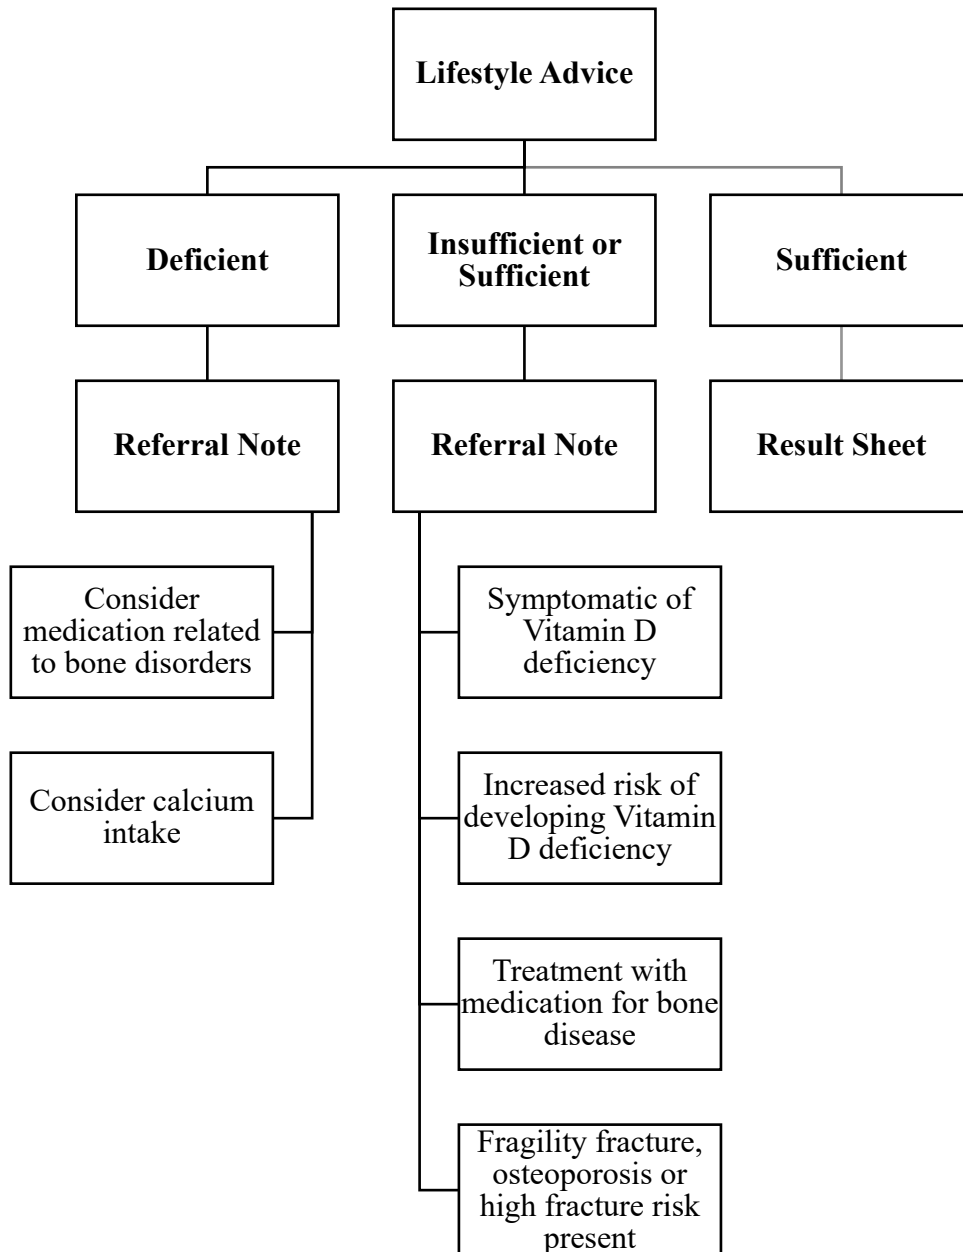 Lifestyle Advice
Deficient
Insufficient or
Sufficient
Sufficient
Referral Note
Referral Note
Result Sheet
Consider
medication related
to bone disorders
Consider calcium
intake
Symptomatic of
Vitamin D
deficiency
Increased risk of
developing Vitamin
D deficiency
Treatment with
medication for bone
disease
Fragility fracture,
osteoporosis or
high fracture risk
present